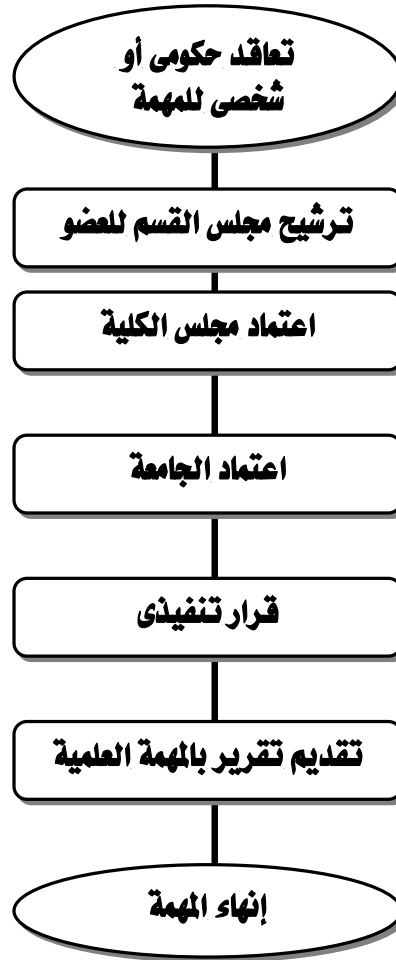 تعاقد حكومى أو
شخصى للمهمة
ترشيح مجلس القسم للعضو
اعتماد مجلس الكلية
اعتماد الجامعة
قرار تنفيذى
تقديم تقرير بالمهمة العلمية
إنهاء المهمة